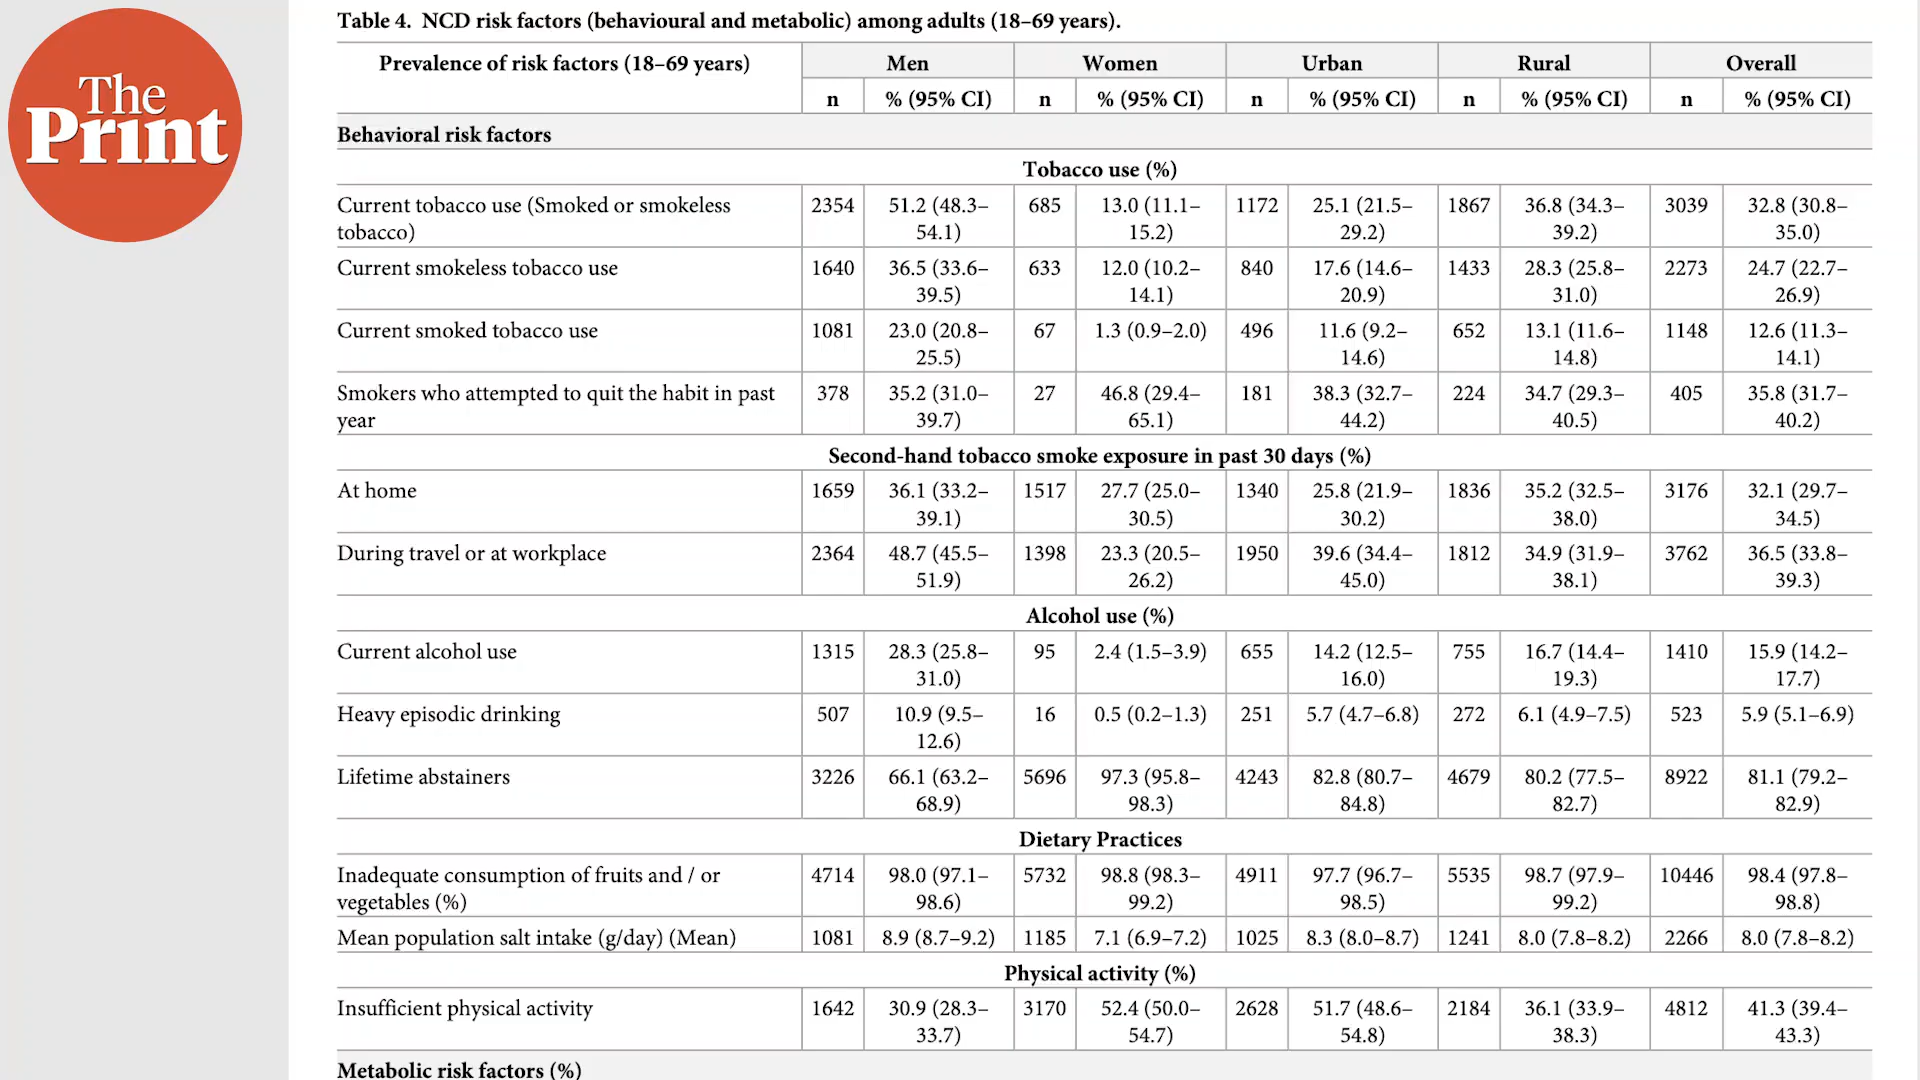 The
Print
Table 4. NCD risk factors (behavioural and metabolic) among adults (18–69 years).
Prevalence of risk factors (18–69 years) Men Women Urban Rural Overall
n % (95% CI) n % (95% CI) n % (95% CI) n % (95% CI) n % (95% CI)
Behavioral risk factors
Tobacco use (%)
Current tobacco use (Smoked or smokeless 2354 51.2 (48.3– 685 13.0 (11.1– 1172 25.1 (21.5– 1867 36.8 (34.3– 3039 32.8 (30.8–
tobacco) 54.1) 15.2) 29.2) 39.2) 35.0)
Current smokeless tobacco use 1640 36.5 (33.6– 633 12.0 (10.2– 840 17.6 (14.6– 1433 28.3 (25.8– 2273 24.7 (22.7–
39.5) 14.1) 20.9) 31.0) 26.9)
Current smoked tobacco use 1081 23.0 (20.8– 67 1.3 (0.9–2.0) 496 11.6 (9.2– 652 13.1 (11.6– 1148 12.6 (11.3–
25.5) 14.6) 14.8) 14.1)
Smokers who attempted to quit the habit in past 378 35.2 (31.0– 27 46.8 (29.4– 181 38.3 (32.7– 224 34.7 (29.3– 405 35.8 (31.7–
year 39.7) 65.1) 44.2) 40.5) 40.2)
Second-hand tobacco smoke exposure in past 30 days (%)
At home 1659 36.1 (33.2– 1517 27.7 (25.0– 1340 25.8 (21.9– 1836 35.2 (32.5– 3176 32.1 (29.7–
39.1) 30.5) 30.2) 38.0) 34.5)
During travel or at workplace 2364 48.7 (45.5– 1398 23.3 (20.5– 1950 39.6 (34.4– 1812 34.9 (31.9– 3762 36.5 (33.8–
51.9) 26.2) 45.0) 38.1) 39.3)
Alcohol use (%)
Current alcohol use 1315 28.3 (25.8– 95 2.4 (1.5–3.9) 655 14.2 (12.5– 755 16.7 (14.4– 1410 15.9 (14.2–
31.0) 16.0) 19.3) 17.7)
Heavy episodic drinking 507 10.9 (9.5– 16 0.5 (0.2–1.3) 251 5.7 (4.7–6.8) 272 6.1 (4.9–7.5) 523 5.9 (5.1–6.9)
12.6)
Lifetime abstainers 3226 66.1 (63.2– 5696 97.3 (95.8– 4243 82.8 (80.7– 4679 80.2 (77.5– 8922 81.1 (79.2–
68.9) 98.3) 84.8) 82.7) 82.9)
Dietary Practices
Inadequate consumption of fruits and / or 4714 98.0 (97.1– 5732 98.8 (98.3– 4911 97.7 (96.7– 5535 98.7 (97.9– 10446 98.4 (97.8–
vegetables (%) 98.6) 99.2) 98.5) 99.2) 98.8)
Mean population salt intake (g/day) (Mean) 1081 8.9 (8.7–9.2) 1185 7.1 (6.9–7.2) 1025 8.3 (8.0–8.7) 1241 8.0 (7.8–8.2) 2266 8.0 (7.8–8.2)
Physical activity (%)
Insufficient physical activity 1642 30.9 (28.3– 3170 52.4 (50.0– 2628 51.7 (48.6– 2184 36.1 (33.9– 4812 41.3 (39.4–
33.7) 54.7) 54.8) 38.3) 43.3)
Metabolic risk factors (%)